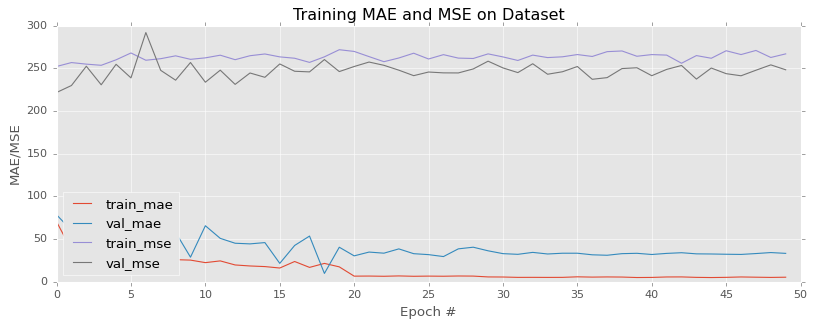 Training MAE and MSE on Dataset
300
250
200
150
100
50
0
MAE/MSE
train_mae
val_mae
train_mse
val_mse
0 5 10 15 20 25 30 35 40 45 50
Epoch #